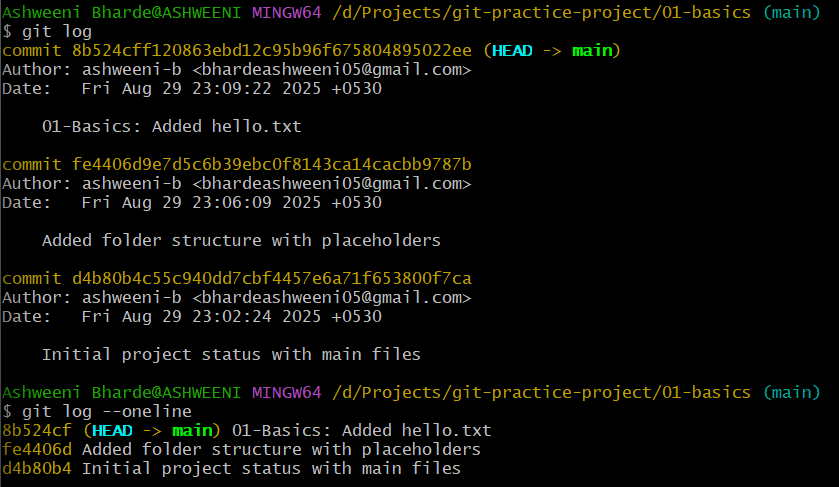 Ashweeni Bharde@ASHWEENI MINGW64 /d/Projects/git-practice-project/01-basics (main)
$ git log
commit 8b524cff120863ebd12c95b96f675804895022ee (HEAD -> main)
Author: ashweeni-b <bhardeashweeni05@gmail.com>
Date:   Fri Aug 29 23:09:22 2025 +0530
01-Basics: Added hello.txt
commit fe4406d9e7d5c6b39ebc0f8143ca14cacbb9787b
Author: ashweeni-b <bhardeashweeni05@gmail.com>
Date:   Fri Aug 29 23:06:09 2025 +0530
Added folder structure with placeholders
commit d4b80b4c55c940dd7cbf4457e6a71f653800f7ca
Author: ashweeni-b <bhardeashweeni05@gmail.com>
Date:   Fri Aug 29 23:02:24 2025 +0530
Initial project status with main files
Ashweeni Bharde@ASHWEENI MINGW64 /d/Projects/git-practice-project/01-basics (main)
$ git log --oneline
8b524cf (HEAD -> main) 01-Basics: Added hello.txt
fe4406d Added folder structure with placeholders
d4b80b4 Initial project status with main files